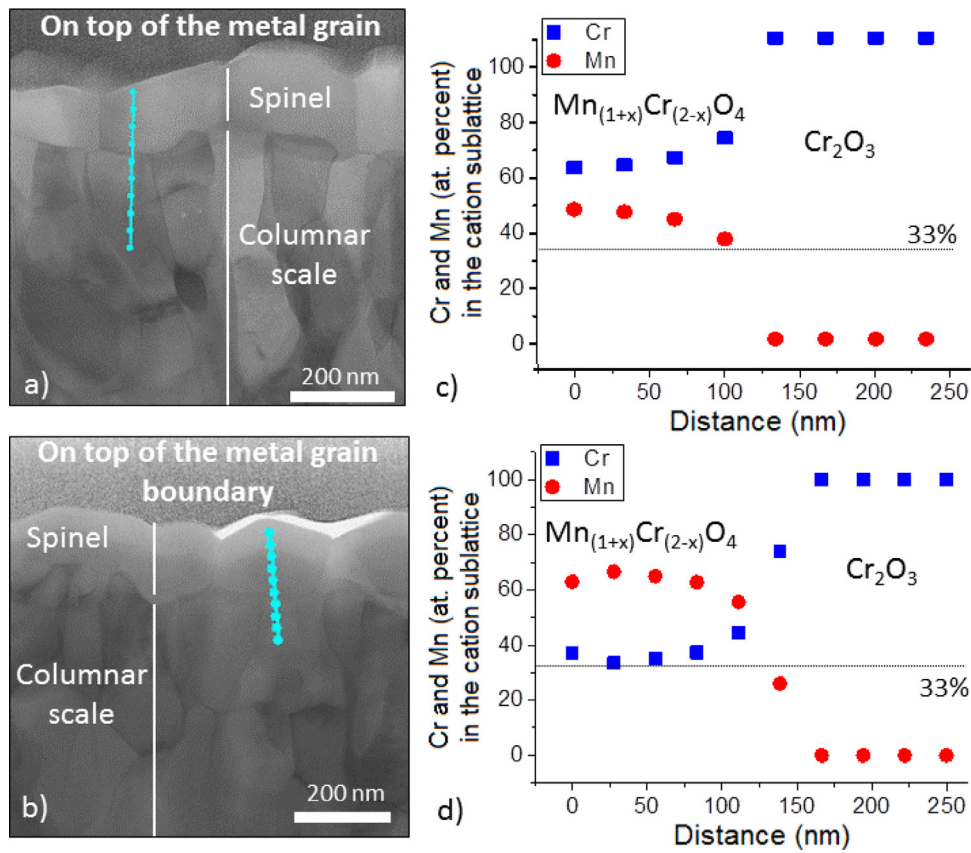 On top of the metal grain
Spinel
Columnar
scale
200 nm
a)
Cr
Mn
Mn(1+x)Cr(2-x)O4
Cr2O3
33%
Cr and Mn (at. percent)
in the cation sublattice
100
80
60
40
20
0
0 50 100 150 200 250
Distance (nm)
c)
On top of the metal grain
boundary
Spinel
Columnar
scale
200 nm
b)
Cr
Mn
Mn(1+x)Cr(2-x)O4
Cr2O3
33%
Cr and Mn (at. percent)
in the cation sublattice
100
80
60
40
20
0
0 50 100 150 200 250
Distance (nm)
d)